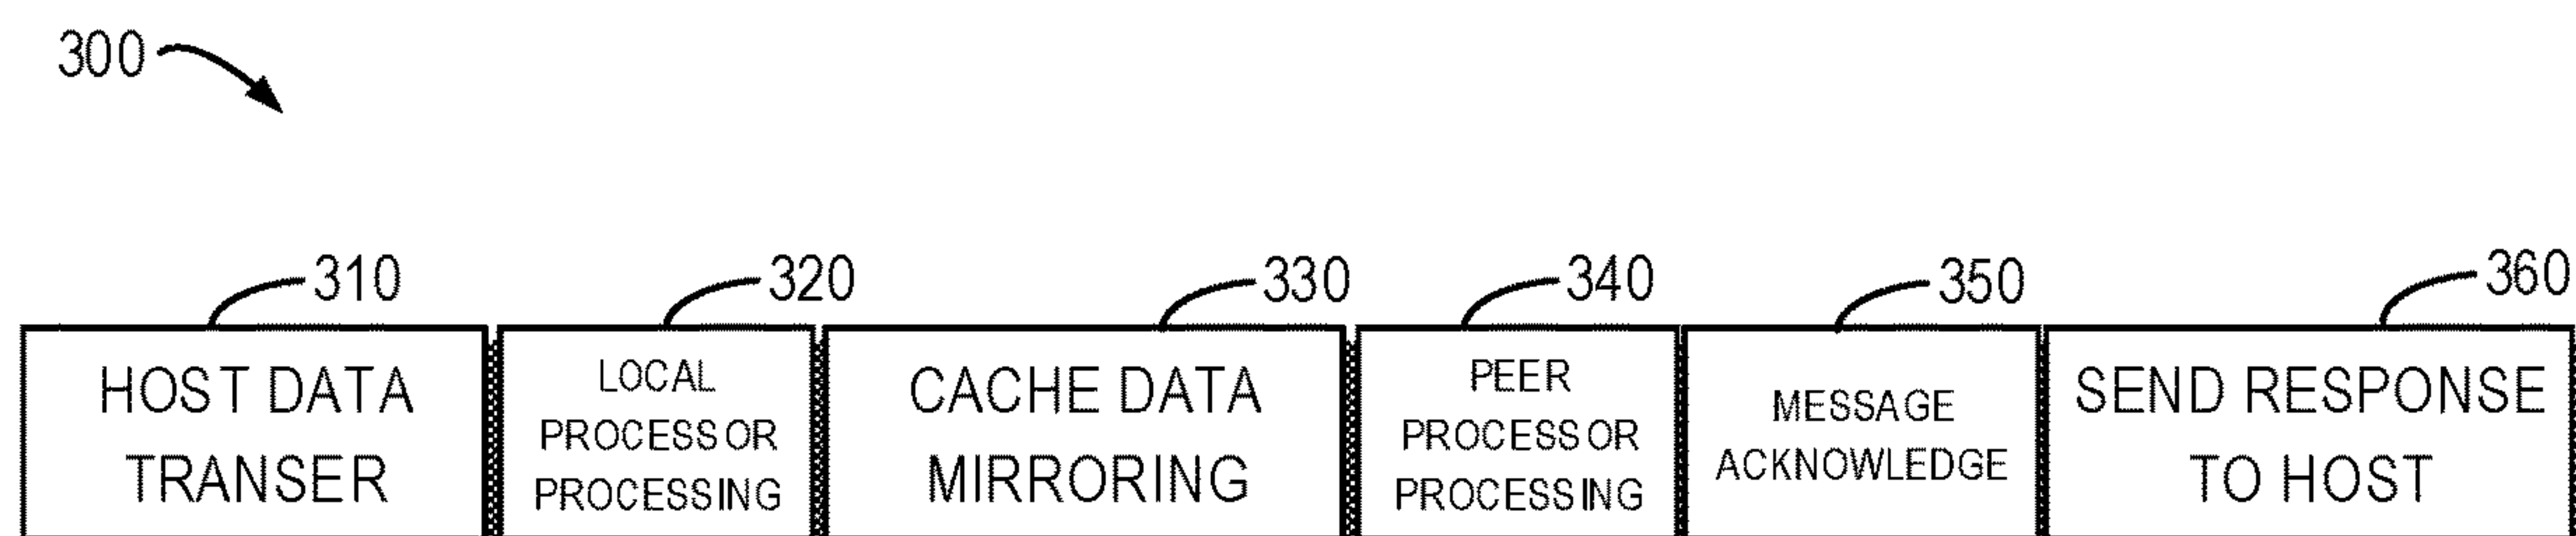 300
310
320
330
340
350
360
HOST DATA
TRANSER
LOCAL
PROCESSOR
PROCESSING
CACHE DATA
MIRRORING
PEER
PROCESSOR
PROCESSING
MESSAGE
ACKNOWLEDGE
SEND RESPONSE
TO HOST